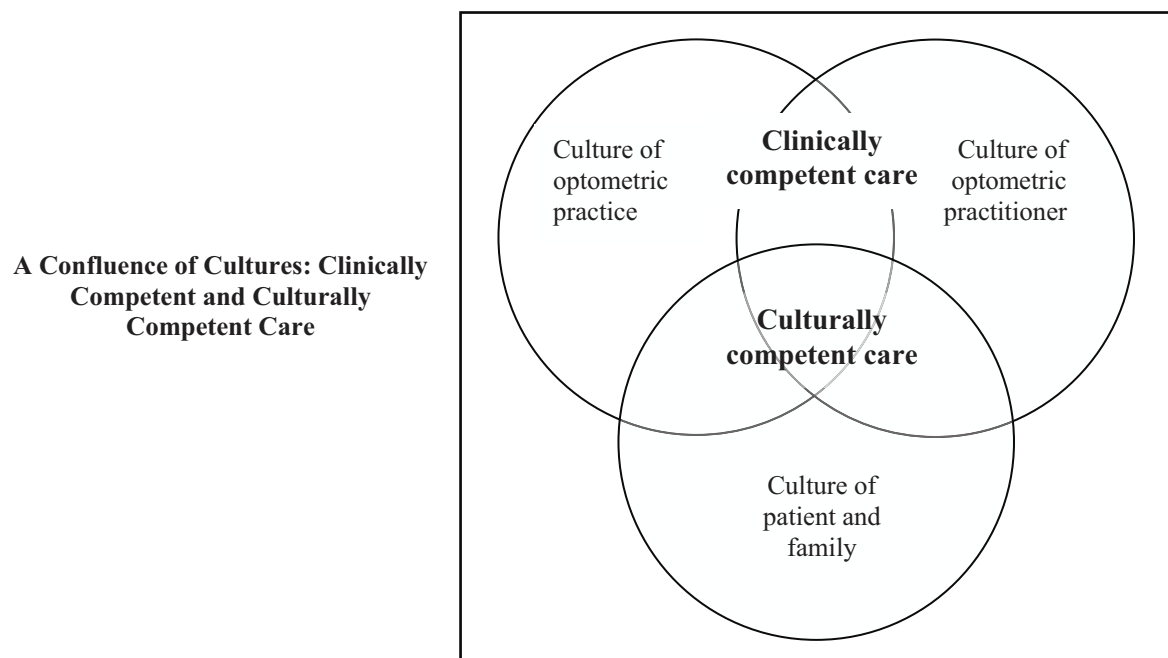 A Confluence of Cultures: Clinically
Competent and Culturally
Competent Care
Culture of
optometric
practice
Clinically
competent care
Culture of
optometric
practitioner
Culturally
competent care
Culture of
patient and
family